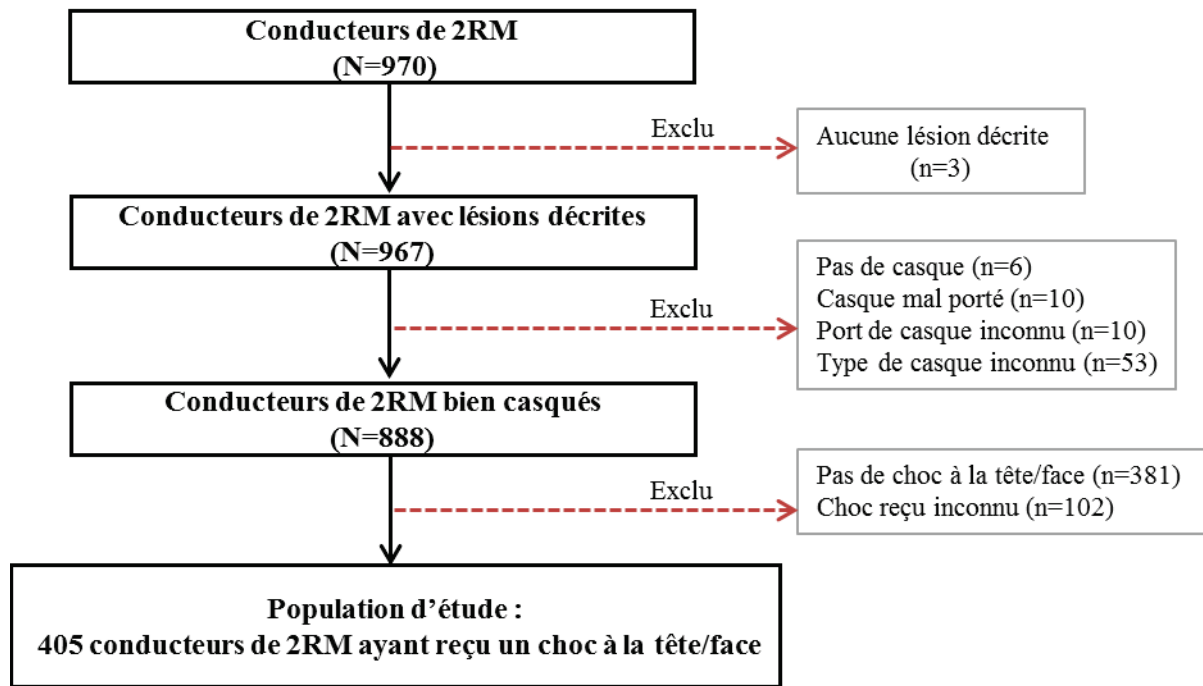 Conducteurs de 2RM
(N=970)
Exclu
Aucune lésion décrite
(n=3)
Conducteurs de 2RM avec lésions décrites
(N=967)
Exclu
Pas de casque (n=6)
Casque mal porté (n=10)
Port de casque inconnu (n=10)
Type de casque inconnu (n=53)
Conducteurs de 2RM bien casqués
(N=888)
Exclu
Pas de choc à la tête/face (n=381)
Choc reçu inconnu (n=102)
Population d'étude :
405 conducteurs de 2RM ayant reçu un choc à la tête/face